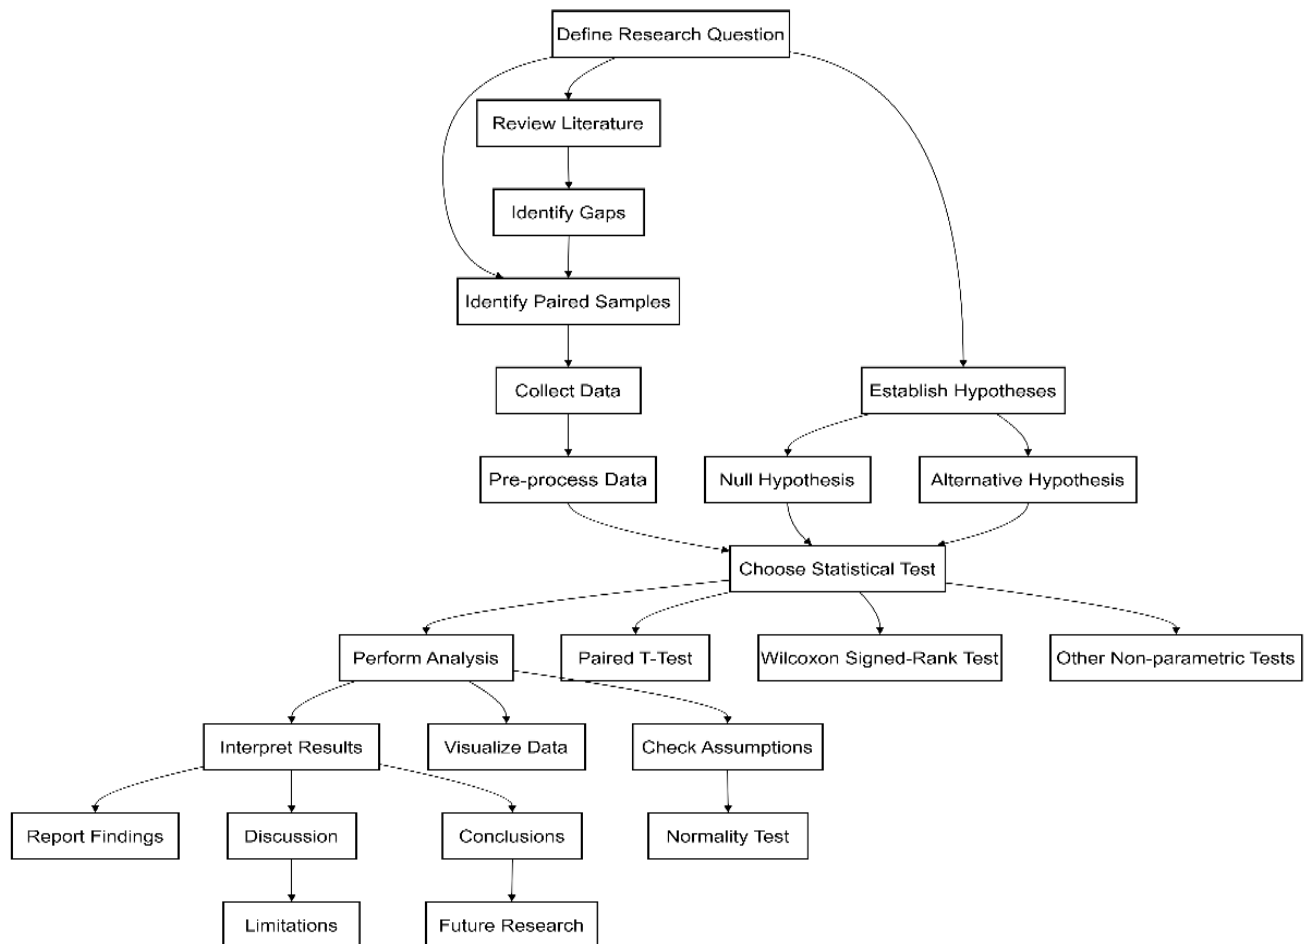 Define Research Question
Review Literature
Identify Gaps
Identify Paired Samples
Collect Data
Establish Hypotheses
Pre-process Data
Null Hypothesis
Alternative Hypothesis
Choose Statistical Test
Perform Analysis
Paired T-Test
Wilcoxon Signed-Rank Test
Other Non-parametric Tests
Interpret Results
Visualize Data
Check Assumptions
Report Findings
Discussion
Conclusions
Normality Test
Limitations
Future Research